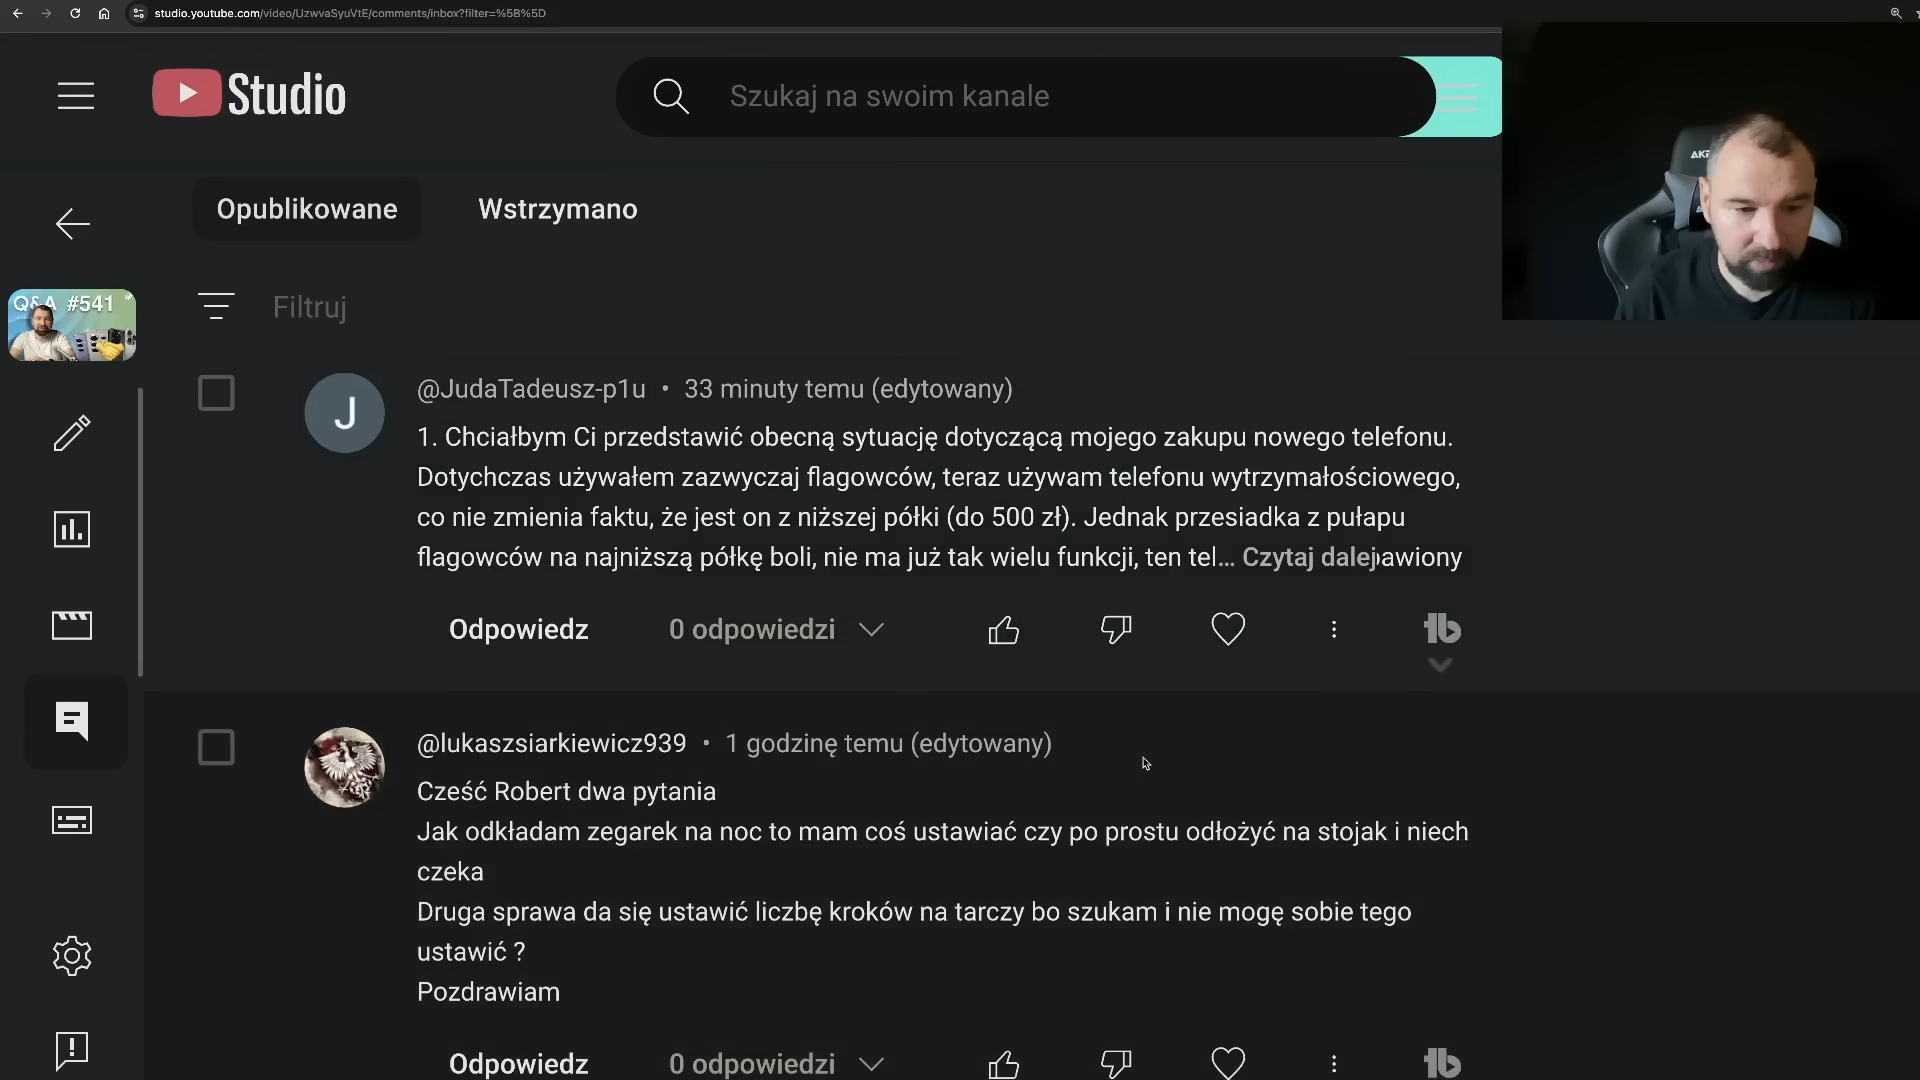 studio.youtube.com/video/UzwvaSyuVtE/comments/inbox?filter=%5B%5D
Studio
Szukaj na swoim kanale
Opublikowane
Wstrzymano
Q&A #541
Filtruj
@JudaTadeusz-p1u • 33 minuty temu (edytowany)
J
1. Chciałbym Ci przedstawić obecną sytuację dotyczącą mojego zakupu nowego telefonu.
Dotychczas używałem zazwyczaj flagowców, teraz używam telefonu wytrzymałościowego,
co nie zmienia faktu, że jest on z niższej półki (do 500 zł). Jednak przesiadka z pułapu
flagowców na najniższą półkę boli, nie ma już tak wielu funkcji, ten tel... Czytaj dalej
Odpowiedz
0 odpowiedzi
@lukaszsiarkiewicz939 • 1 godzinę temu (edytowany)
Cześć Robert dwa pytania
Jak odkładam zegarek na noc to mam coś ustawiać czy po prostu odłożyć na stojak i niech
czeka
Druga sprawa da się ustawić liczbę kroków na tarczy bo szukam i nie mogę sobie tego
ustawić ?
Pozdrawiam
Odpowiedz
0 odpowiedzi